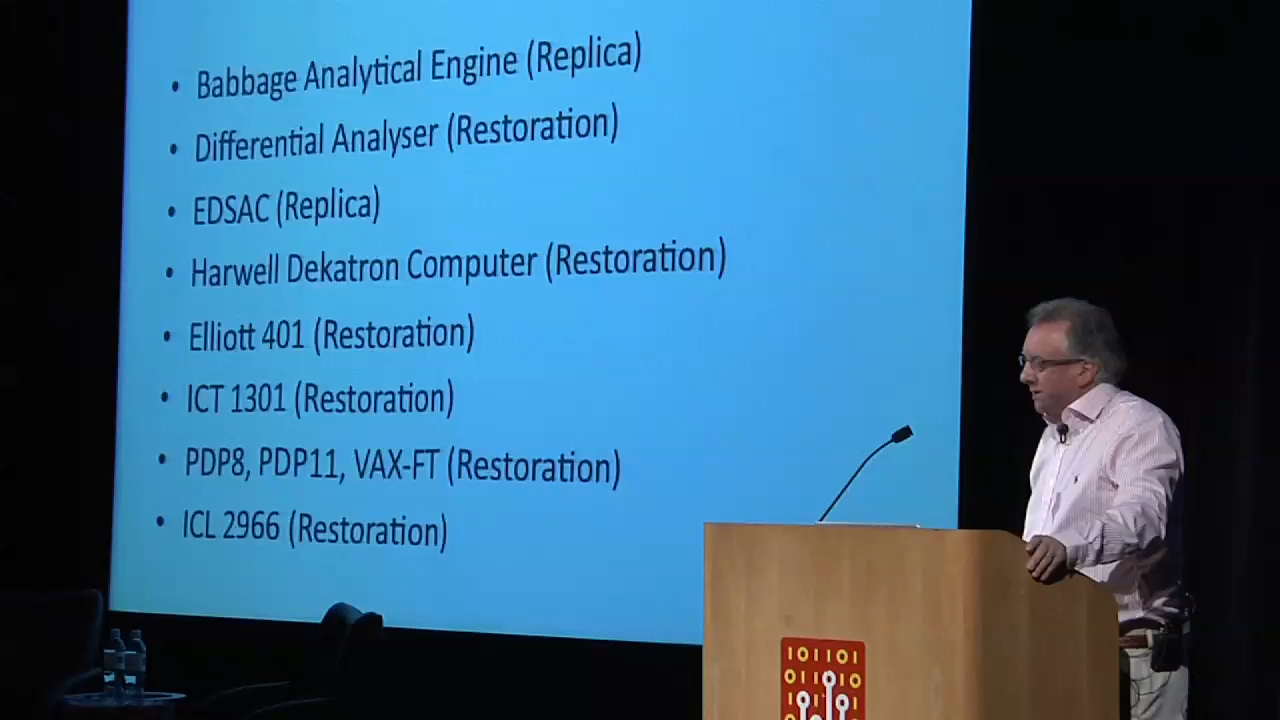 • Babbage Analytical Engine (Replica)
• Differential Analyser (Restoration)
• EDSAC (Replica)
• Harwell Dekatron Computer (Restoration)
• Elliott 401 (Restoration)
• ICT 1301 (Restoration)
• PDP8, PDP11, VAX-FT (Restoration)
• ICL 2966 (Restoration)
101101